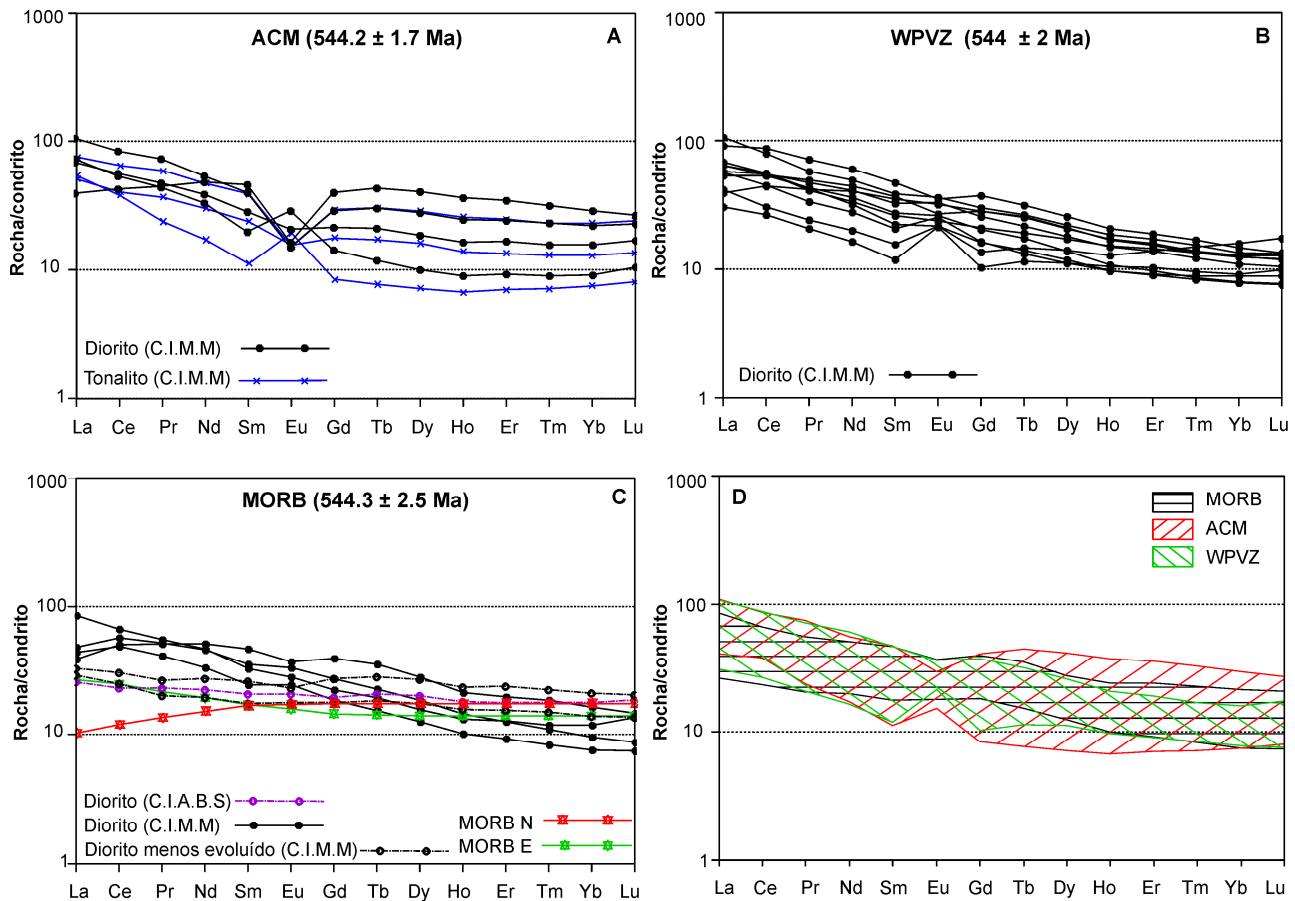 ACM (544.2 ± 1.7 Ma)
A
Rocha/condrito
1000
100
10
1
Diorito (C.I.M.M)
Tonalito (C.I.M.M)
La Ce Pr Nd Sm Eu Gd Tb Dy Ho Er Tm Yb Lu
WPVZ (544 ± 2 Ma)
B
Rocha/condrito
1000
100
10
1
Diorito (C.I.M.M)
La Ce Pr Nd Sm Eu Gd Tb Dy Ho Er Tm Yb Lu
MORB (544.3 ± 2.5 Ma)
C
Rocha/condrito
1000
100
10
1
Diorito (C.I.A.B.S)
Diorito (C.I.M.M)
Diorito menos evoluído (C.I.M.M)
MORB N
MORB E
La Ce Pr Nd Sm Eu Gd Tb Dy Ho Er Tm Yb Lu
D
MORB
ACM
WPVZ
Rocha/condrito
1000
100
10
1
La Ce Pr Nd Sm Eu Gd Tb Dy Ho Er Tm Yb Lu